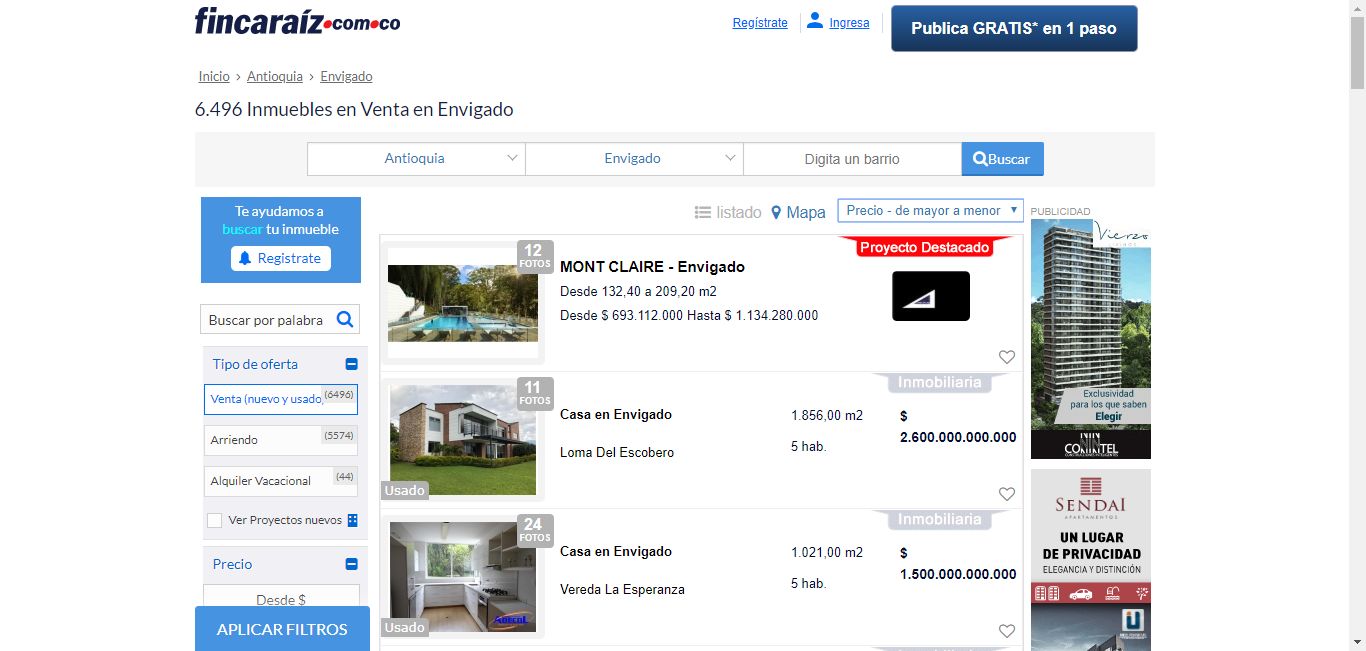 fincaraíz.com.co
Regístrate
Ingresa
Publica GRATIS* en 1 paso
Inicio › Antioquia › Envigado
6.496 Inmuebles en Venta en Envigado
Antioquia
Envigado
Digita un barrio
Buscar
Te ayudamos a
buscar tu inmueble
Registrate
listado
Mapa
Precio - de mayor a menor
PUBLICIDAD
Buscar por palabra
Tipo de oferta
Venta (nuevo y usado)
(6496)
Arriendo
(5574)
Alquiler Vacacional
(44)
Ver Proyectos nuevos
Precio
Desde $
APLICAR FILTROS
12
FOTOS
Proyecto Destacado
MONT CLAIRE - Envigado
Desde 132,40 a 209,20 m2
Desde $ 693.112.000 Hasta $ 1.134.280.000
11
FOTOS
Inmobiliaria
Casa en Envigado
1.856,00 m2
$
2.600.000.000.000
Loma Del Escobero
5 hab.
Usado
24
FOTOS
Inmobiliaria
Casa en Envigado
1.021,00 m2
$
1.500.000.000.000
Vereda La Esperanza
5 hab.
Usado
Vierzo
Exclusividad
para los que saben
Elegir
CONINTEL
SENDAI
APARTAMENTOS
UN LUGAR
DE PRIVACIDAD
ELEGANCIA Y DISTINCIÓN